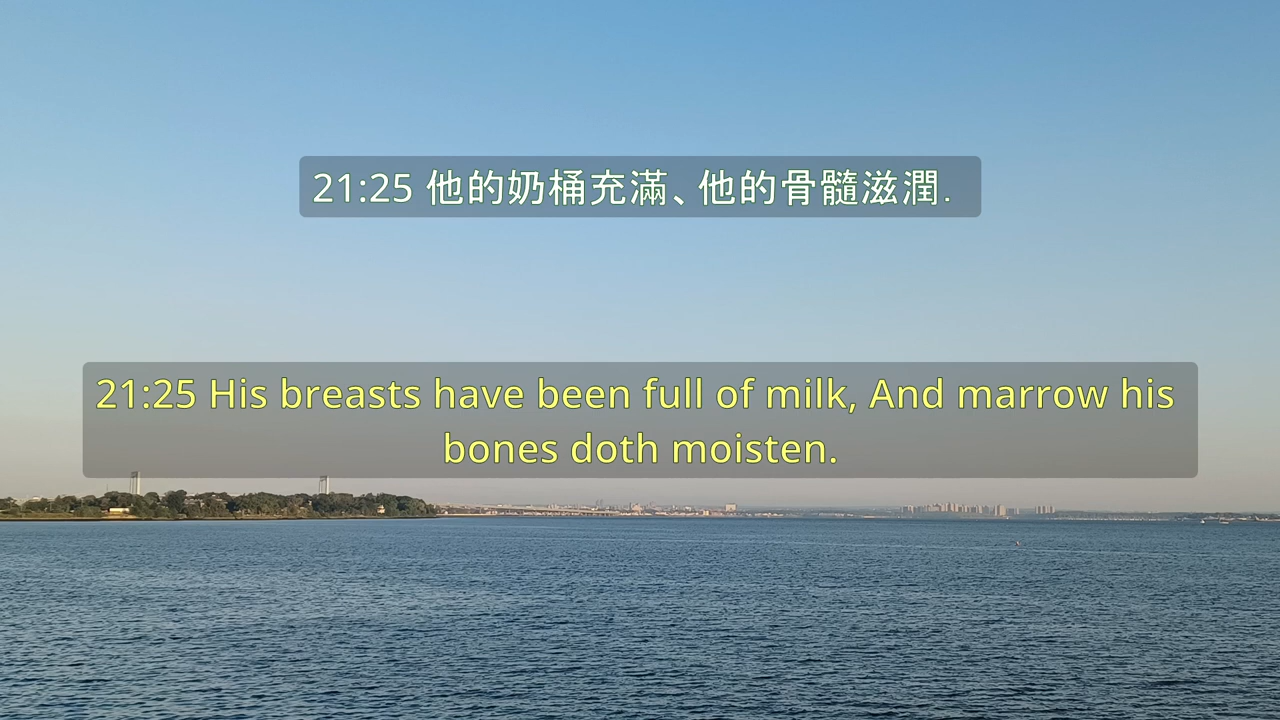 21:25 他的奶桶充滿、他的骨髓滋潤.
21:25 His breasts have been full of milk, And marrow his
bones doth moisten.